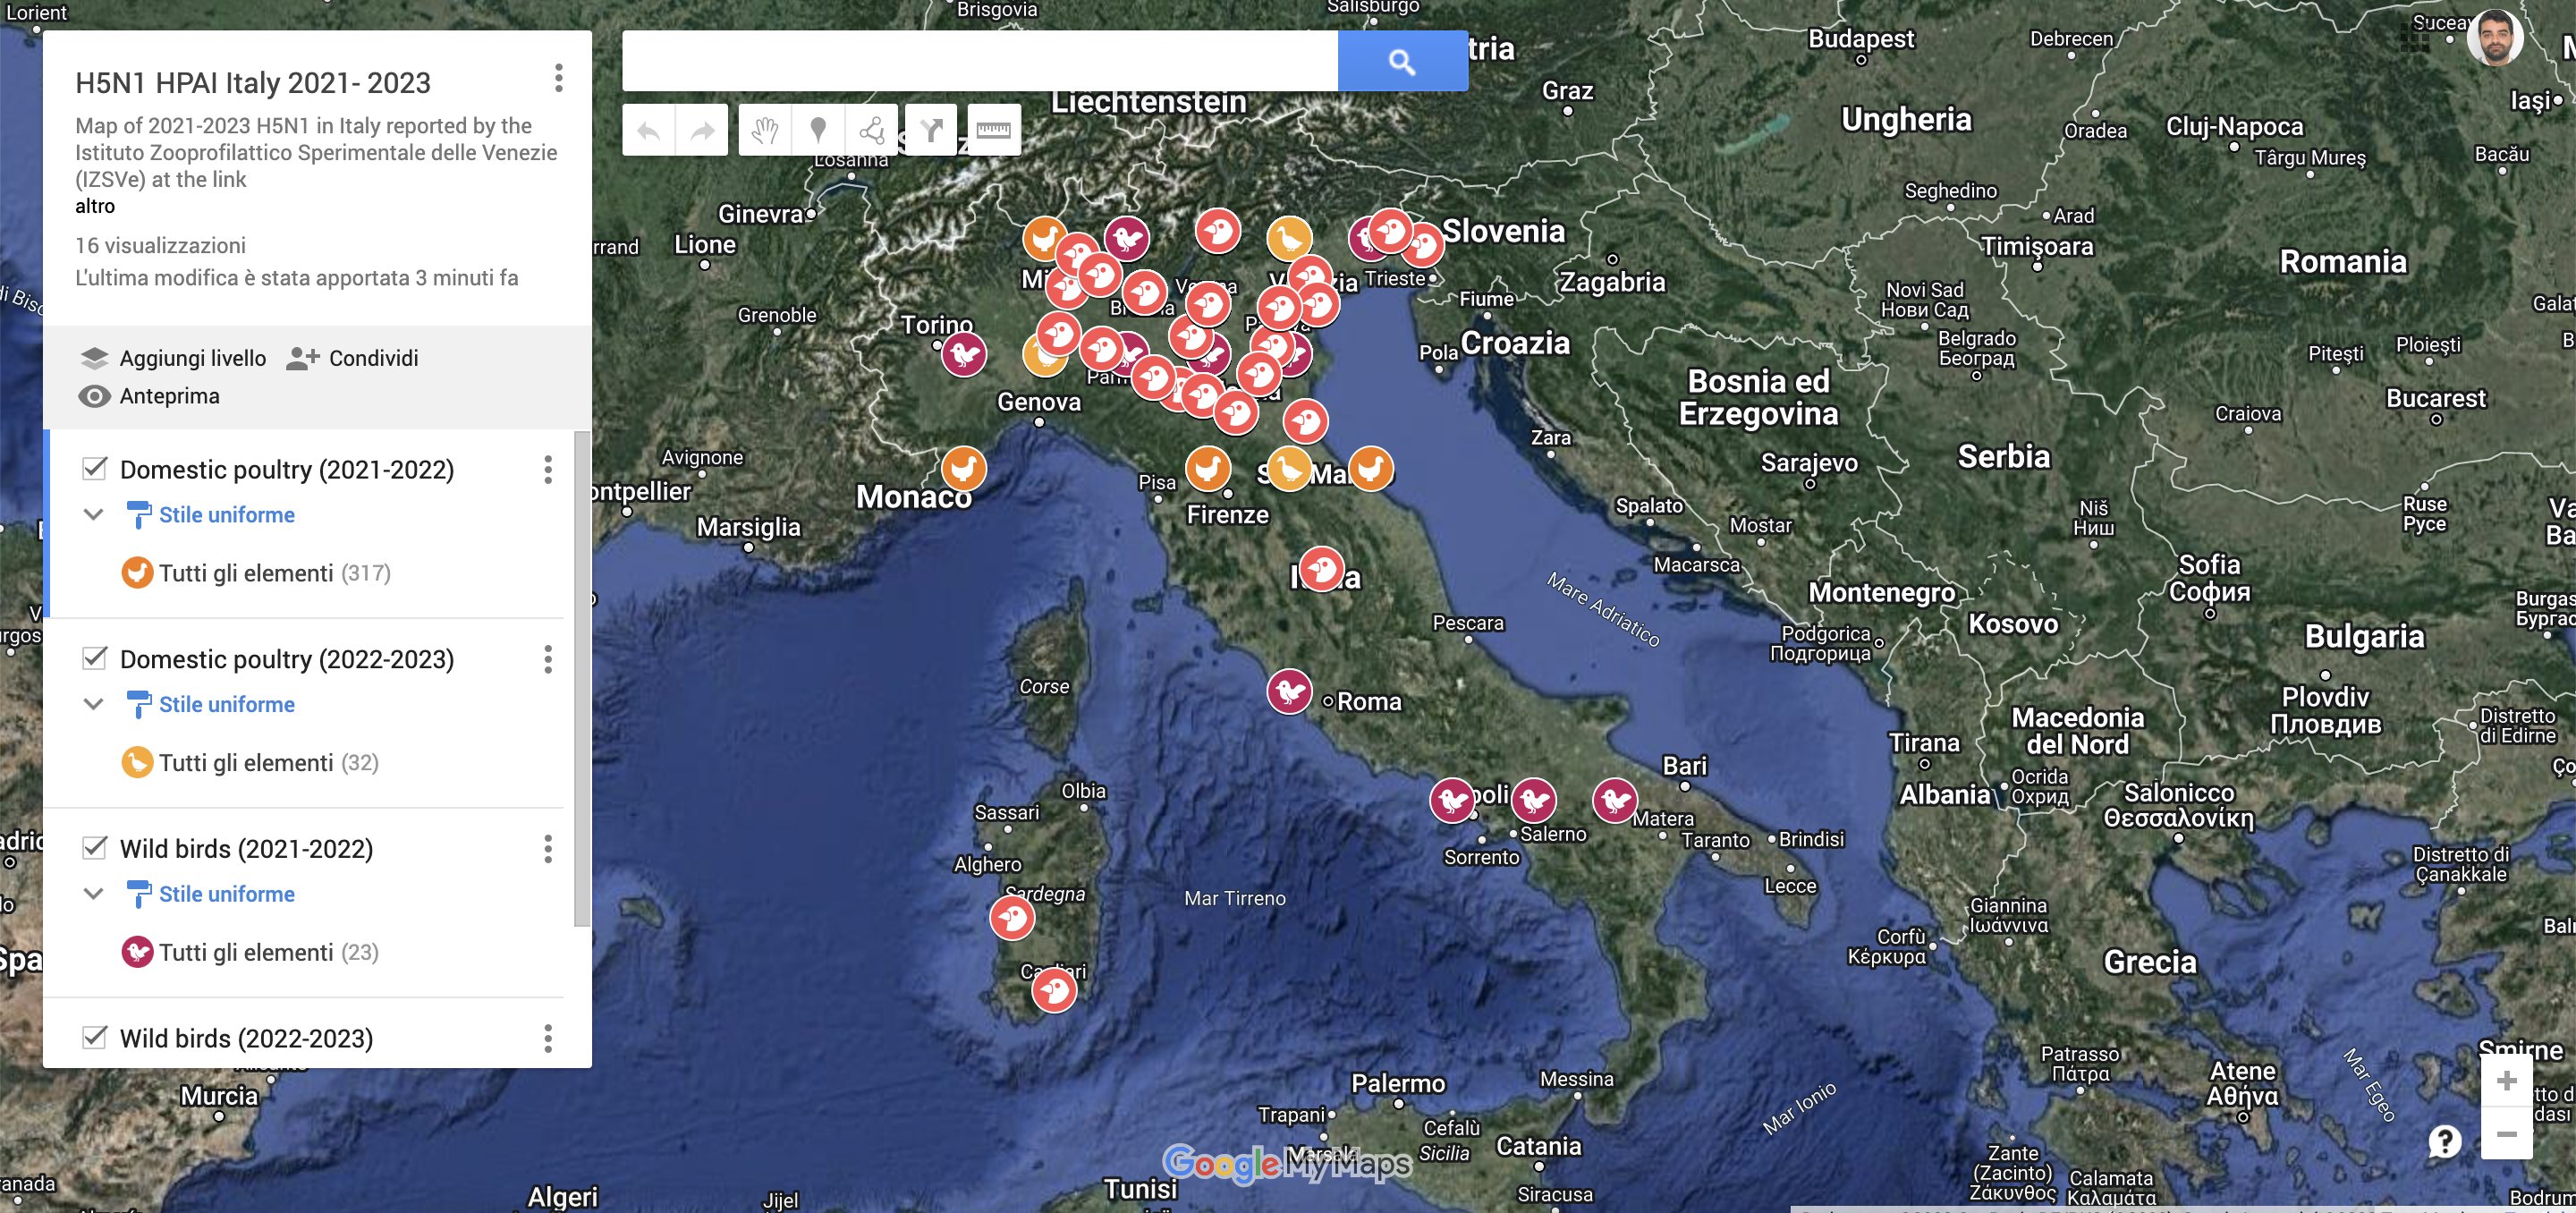 H5N1 HPAI Italy 2021- 2023
Map of 2021-2023 H5N1 in Italy reported by the
Istituto Zooprofilattico Sperimentale delle Venezie
(IZSVe) at the link
altro
16 visualizzazioni
L'ultima modifica è stata apportata 3 minuti fa
Aggiungi livello
Condividi
Anteprima
Domestic poultry (2021-2022)
Stile uniforme
Tutti gli elementi (317)
Domestic poultry (2022-2023)
Stile uniforme
Tutti gli elementi (32)
Wild birds (2021-2022)
Stile uniforme
Tutti gli elementi (23)
Wild birds (2022-2023)
Lorient
Brisgovia
Salisburgo
Liechtenstein
Losanna
Ginevra
Lione
Grenoble
Torino
Genova
Avignone
Marsiglia
Monaco
Pisa
Firenze
Graz
Budapest
Debrecen
Ungheria
Oradea
Cluj-Napoca
Târgu Mureș
Iași
Bacău
Seghedino
Arad
Timișoara
Romania
Slovenia
Trieste
Zagabria
Fiume
Pola
Croazia
Novi Sad
Нови Сад
Belgrado
Београд
Pitești
Ploiești
Bucarest
Craiova
Bosnia ed
Erzegovina
Serbia
Zara
Sarajevo
Spalato
Mostar
Macarsca
Niš
Ниш
Ruse
Русе
Sofia
София
Montenegro
Kosovo
Podgorica
Подгорица
Bulgaria
Plovdiv
Пловдив
Mare Adriatico
Pescara
Corse
Roma
Macedonia
del Nord
Distretto
di Edirne
Tirana
Albania
Ocrida
Охрид
Salonicco
Θεσσαλονίκη
Bari
Matera
Taranto
Brindisi
Lecce
Salerno
Sorrento
Olbia
Sassari
Alghero
Sardegna
Cagliari
Mar Tirreno
Distretto di
Çanakkale
Giannina
Ιωάννινα
Corfù
Κέρκυρα
Grecia
Patrasso
Πάτρα
Atene
Αθήνα
Mar Egeo
Smirne
Mar Ionio
Messina
Palermo
Trapani
Cefalù
Marsala
Sicilia
Catania
Siracusa
Zante
(Zacinto)
Ζάκυνθος
Calamata
Καλαμάτα
Murcia
Algeri
Jijel
Tunisi
Google My Maps